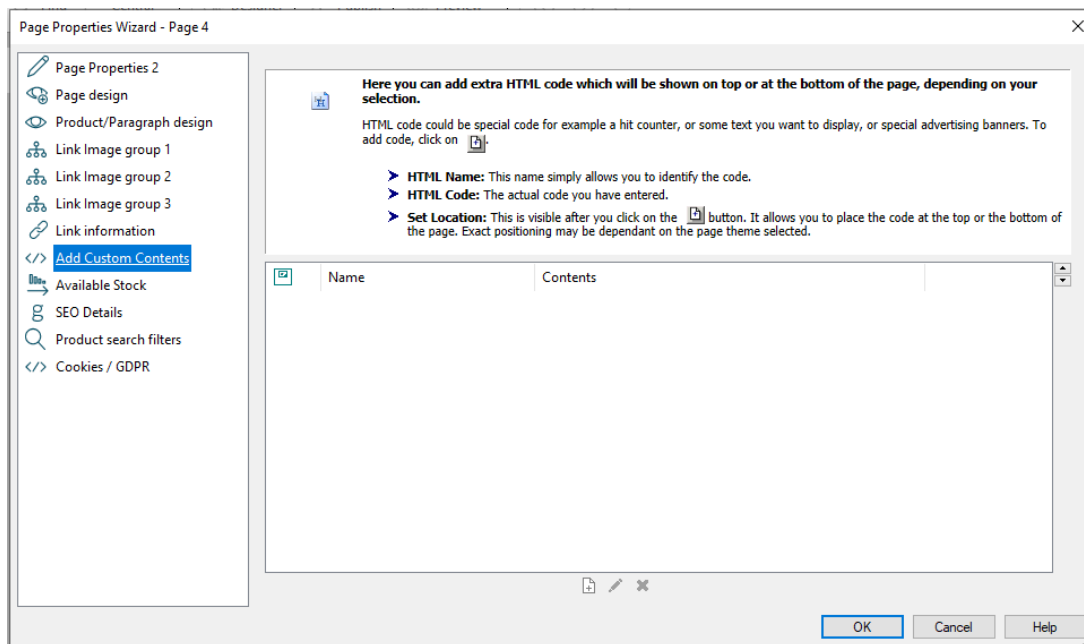 Page Properties Wizard - Page 4
Page Properties 2
Page design
Product/Paragraph design
Link Image group 1
Link Image group 2
Link Image group 3
Link information
Add Custom Contents
Available Stock
SEO Details
Product search filters
Cookies / GDPR
Here you can add extra HTML code which will be shown on top or at the bottom of the page, depending on your
selection.
HTML code could be special code for example a hit counter, or some text you want to display, or special advertising banners. To
add code, click on .
HTML Name: This name simply allows you to identify the code.
HTML Code: The actual code you have entered.
Set Location: This is visible after you click on the button. It allows you to place the code at the top or the bottom of
the page. Exact positioning may be dependant on the page theme selected.
Name Contents
OK Cancel Help